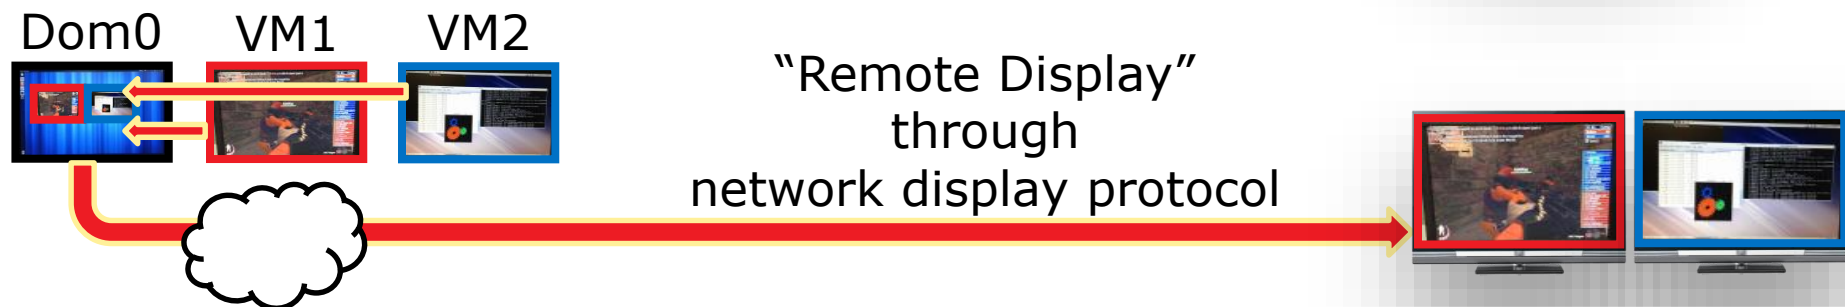 Dom0
VM1
VM2
“Remote Display”
through
network display protocol